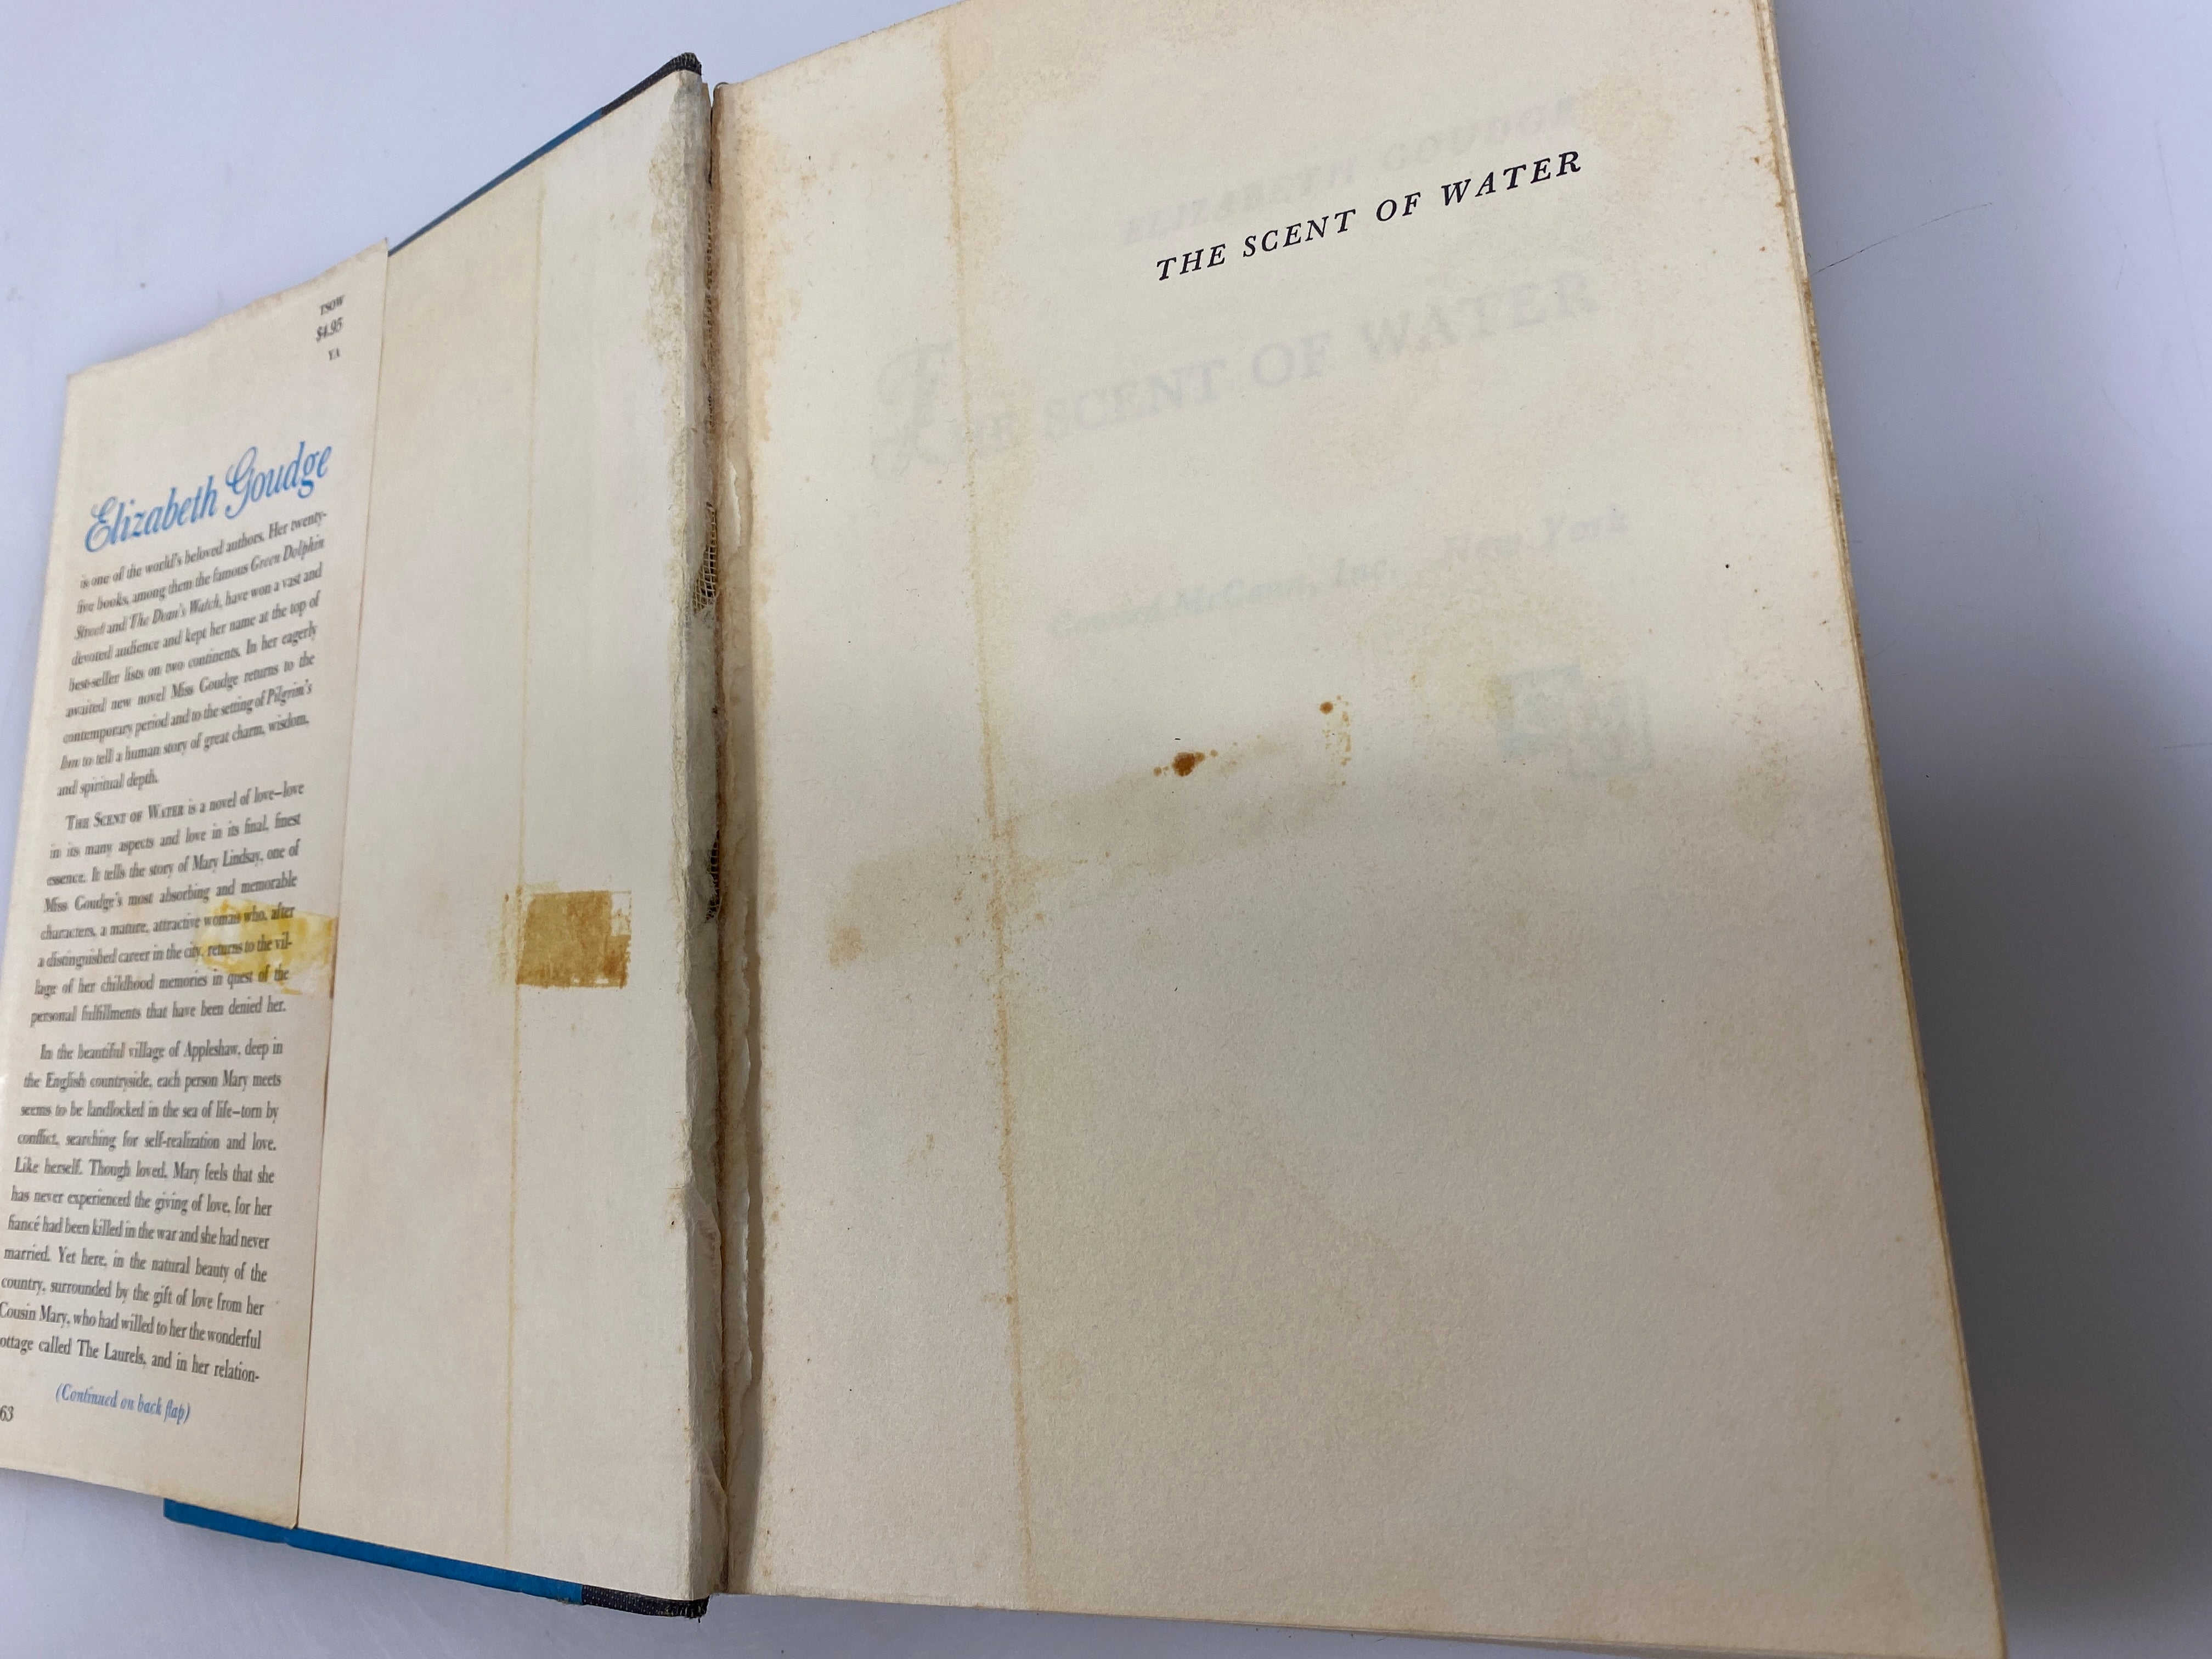 TSOW
$4.95
YA
Elizabeth Goudge
is one of the world's beloved authors. Her twenty-
five books, among them the famous Green Dolphin
Street and The Dean's Watch, have won a vast and
devoted audience and kept her name at the top of
best-seller lists on two continents. In her eagerly
awaited new novel Miss Goudge returns to the
contemporary period and to the setting of Pilgrim's
Inn to tell a human story of great charm, wisdom,
and spiritual depth.
THE SCENT OF WATER is a novel of love—love
in its many aspects and love in its final, finest
essence. It tells the story of Mary Lindsay, one of
Miss Goudge's most absorbing and memorable
characters, a mature, attractive woman who, after
a distinguished career in the city, returns to the vil-
lage of her childhood memories in quest of the
personal fulfillments that have been denied her.
In the beautiful village of Appleshaw, deep in
the English countryside, each person Mary meets
seems to be landlocked in the sea of life—torn by
conflict, searching for self-realization and love.
Like herself. Though loved, Mary feels that she
has never experienced the giving of love, for her
fiancé had been killed in the war and she had never
married. Yet here, in the natural beauty of the
country, surrounded by the gift of love from her
Cousin Mary, who had willed to her the wonderful
ottage called The Laurels, and in her relation-
(Continued on back flap)
63
THE SCENT OF WATER
ELIZABETH GOUDGE
THE SCENT OF WATER
Coward-McCann, Inc. New York